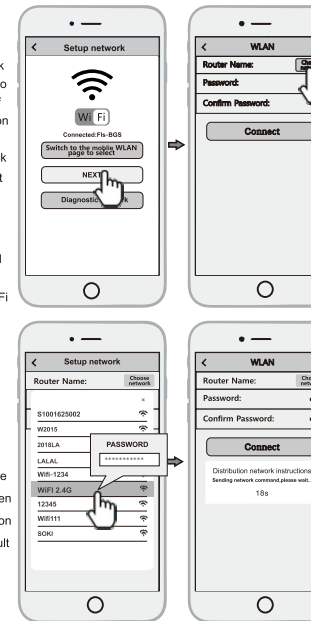 Setup network
Wi Fi
Connected:Fls-BGS
Switch to the mobile WLAN
page to select
NEXT
Diagnostic
WLAN
Router Name:
Password:
Confirm Password:
Connect
Setup network
Router Name:
Choose
network
×
S1001625002
W2015
2018LA
LALAL
Wifi-1234
WiFI 2.4G
12345
Wifi111
SOKI
PASSWORD
***********
WLAN
Router Name:
Password:
Confirm Password:
Connect
Distribution network instructions
Sending network command,please wait..
18s